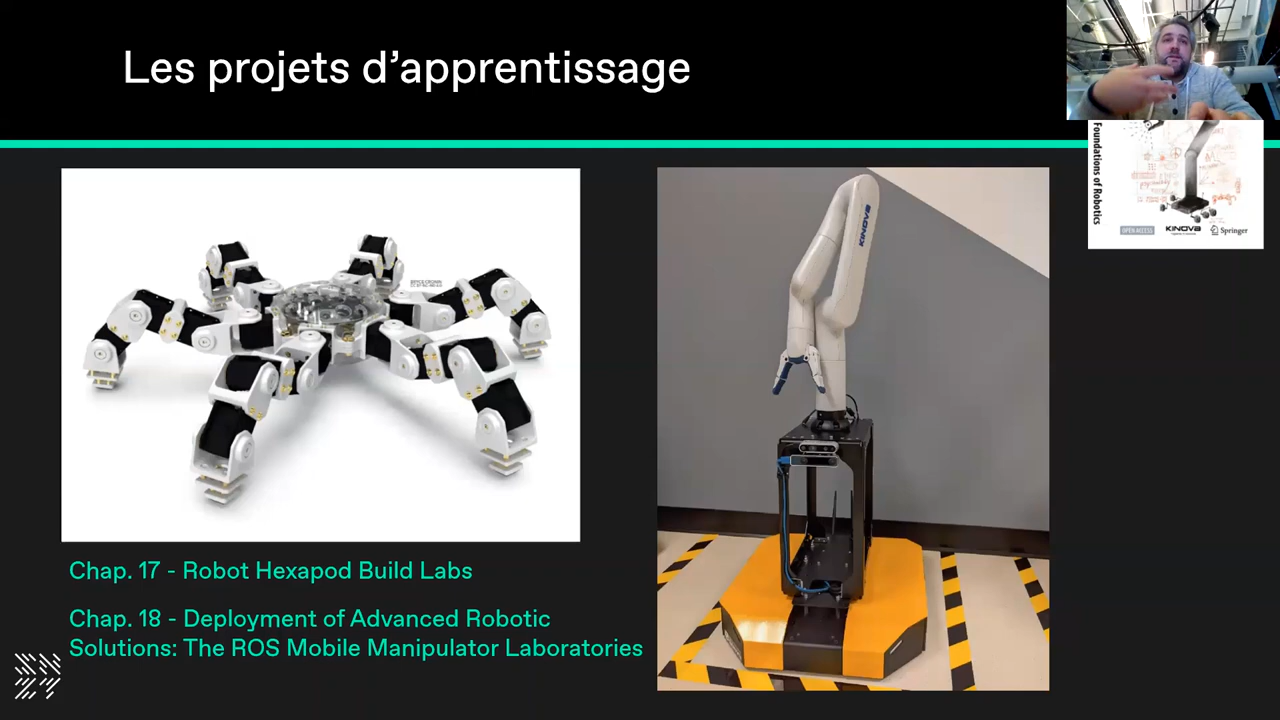 Les projets d'apprentissage
Foundations of Robotics
OPEN ACCESS
KINOVA
Springer
KINOVA
Chap. 17 - Robot Hexapod Build Labs
Chap. 18 - Deployment of Advanced Robotic
Solutions: The ROS Mobile Manipulator Laboratories